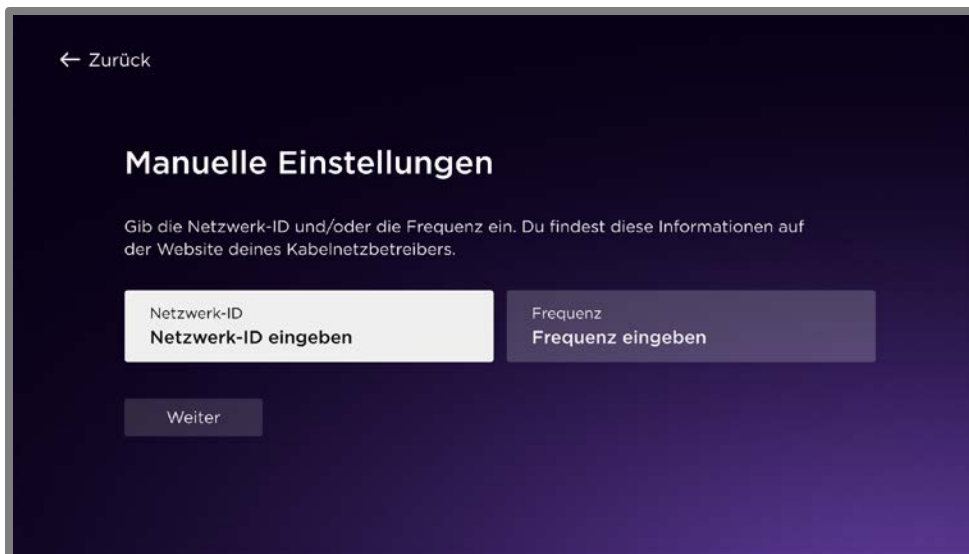 ← Zurück
Manuelle Einstellungen
Gib die Netzwerk-ID und/oder die Frequenz ein. Du findest diese Informationen auf
der Website deines Kabelnetzbetreibers.
Netzwerk-ID
Netzwerk-ID eingeben
Frequenz
Frequenz eingeben
Weiter